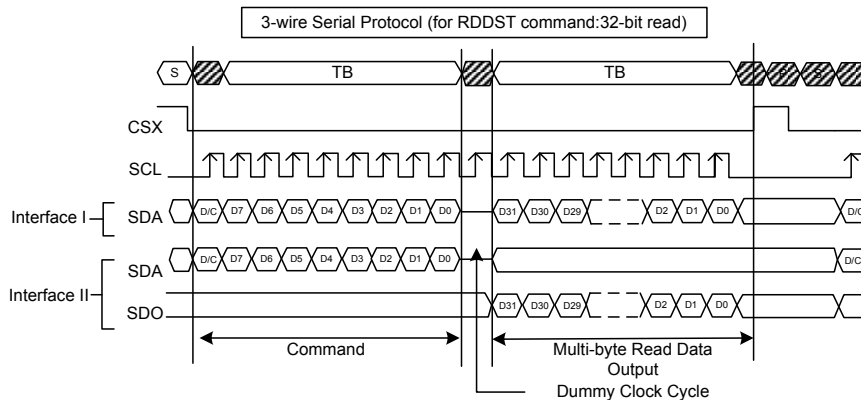 3-wire Serial Protocol (for RDDST command:32-bit read)
S TB TB P S
CSX
SCL
Interface I SDA D/C D7 D6 D5 D4 D3 D2 D1 D0 D31 D30 D29 D2 D1 D0 D/C
SDA D/C D7 D6 D5 D4 D3 D2 D1 D0 D/C
Interface II
SDO D31 D30 D29 D2 D1 D0
Command Multi-byte Read Data
Output
Dummy Clock Cycle